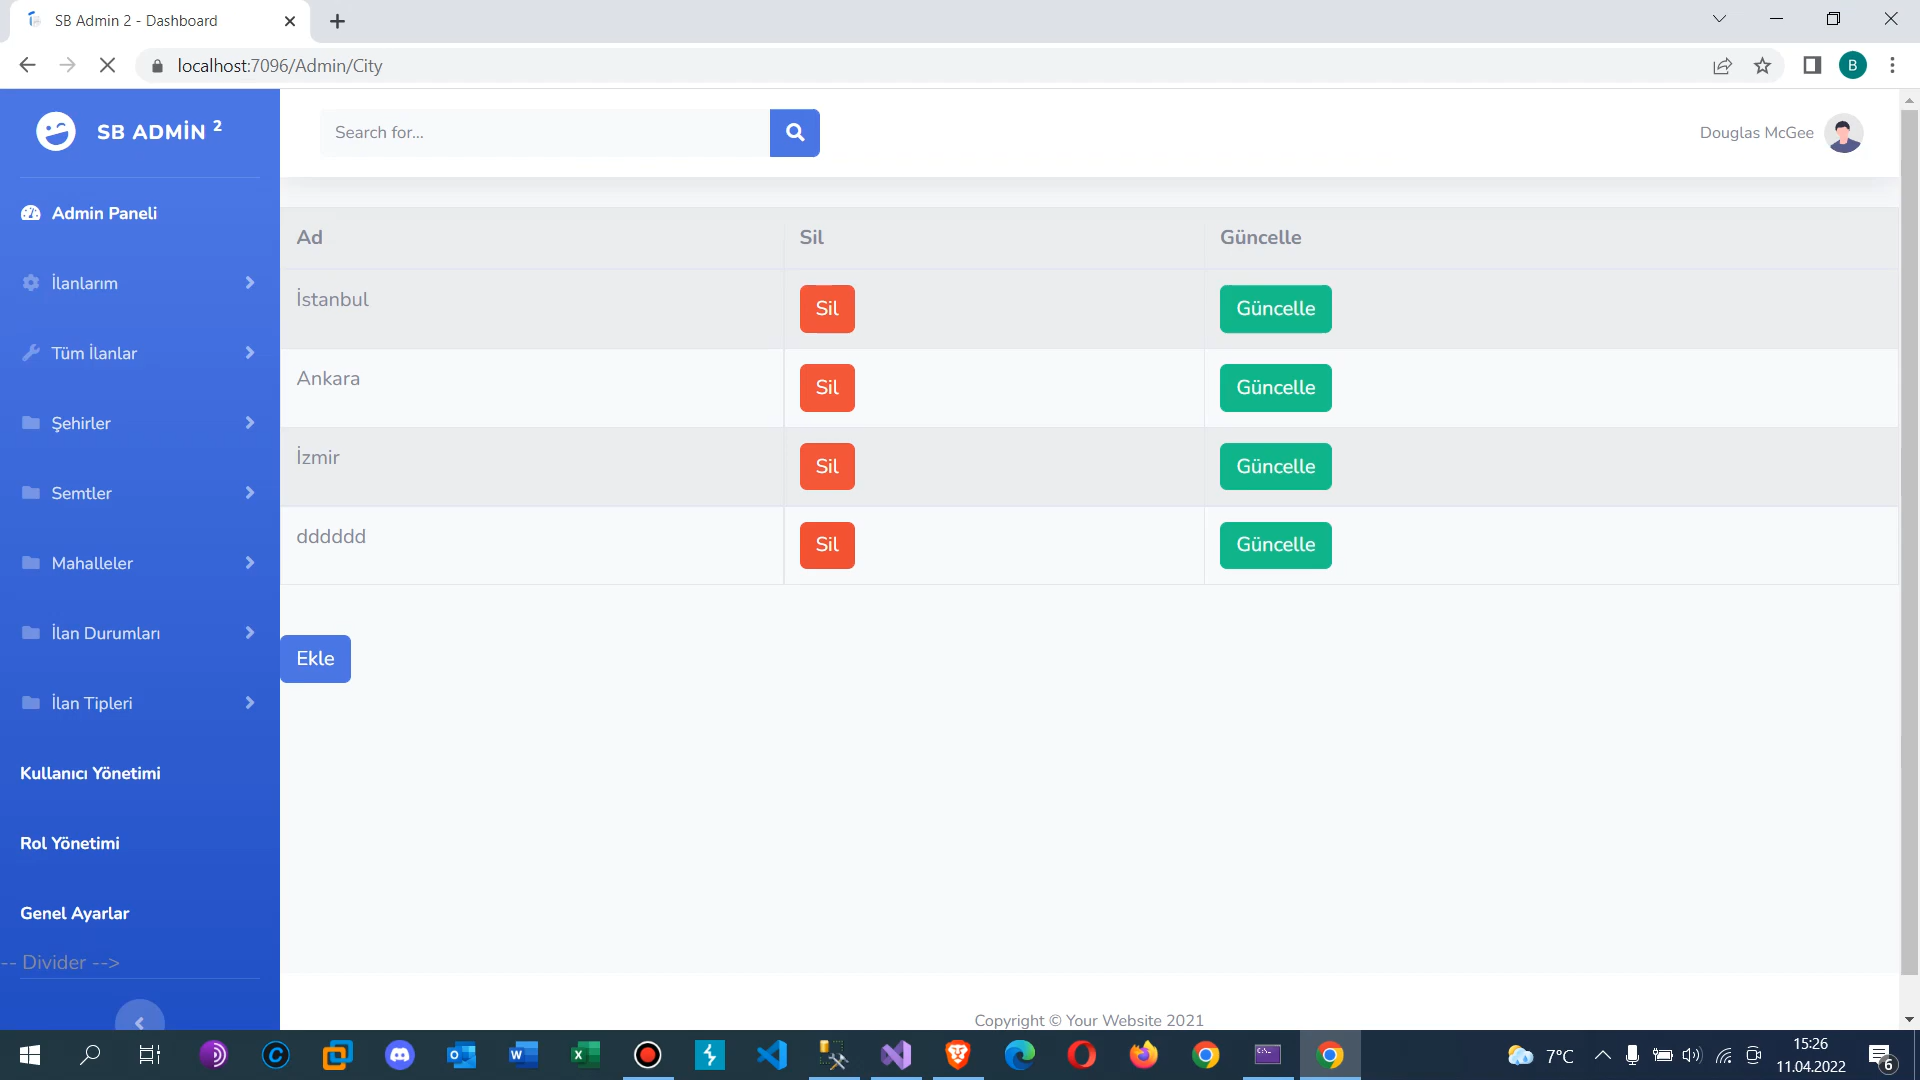 SB Admin 2 - Dashboard
localhost:7096/Admin/City
B
SB ADMİN 2
Search for...
Douglas McGee
Admin Paneli
İlanlarım
Tüm İlanlar
Şehirler
Semtler
Mahalleler
İlan Durumları
İlan Tipleri
Kullanıcı Yönetimi
Rol Yönetimi
Genel Ayarlar
-- Divider -->
Ad Sil Güncelle
İstanbul Sil Güncelle
Ankara Sil Güncelle
İzmir Sil Güncelle
dddddd Sil Güncelle
Ekle
Copyright © Your Website 2021
7°C
15:26
11.04.2022
6